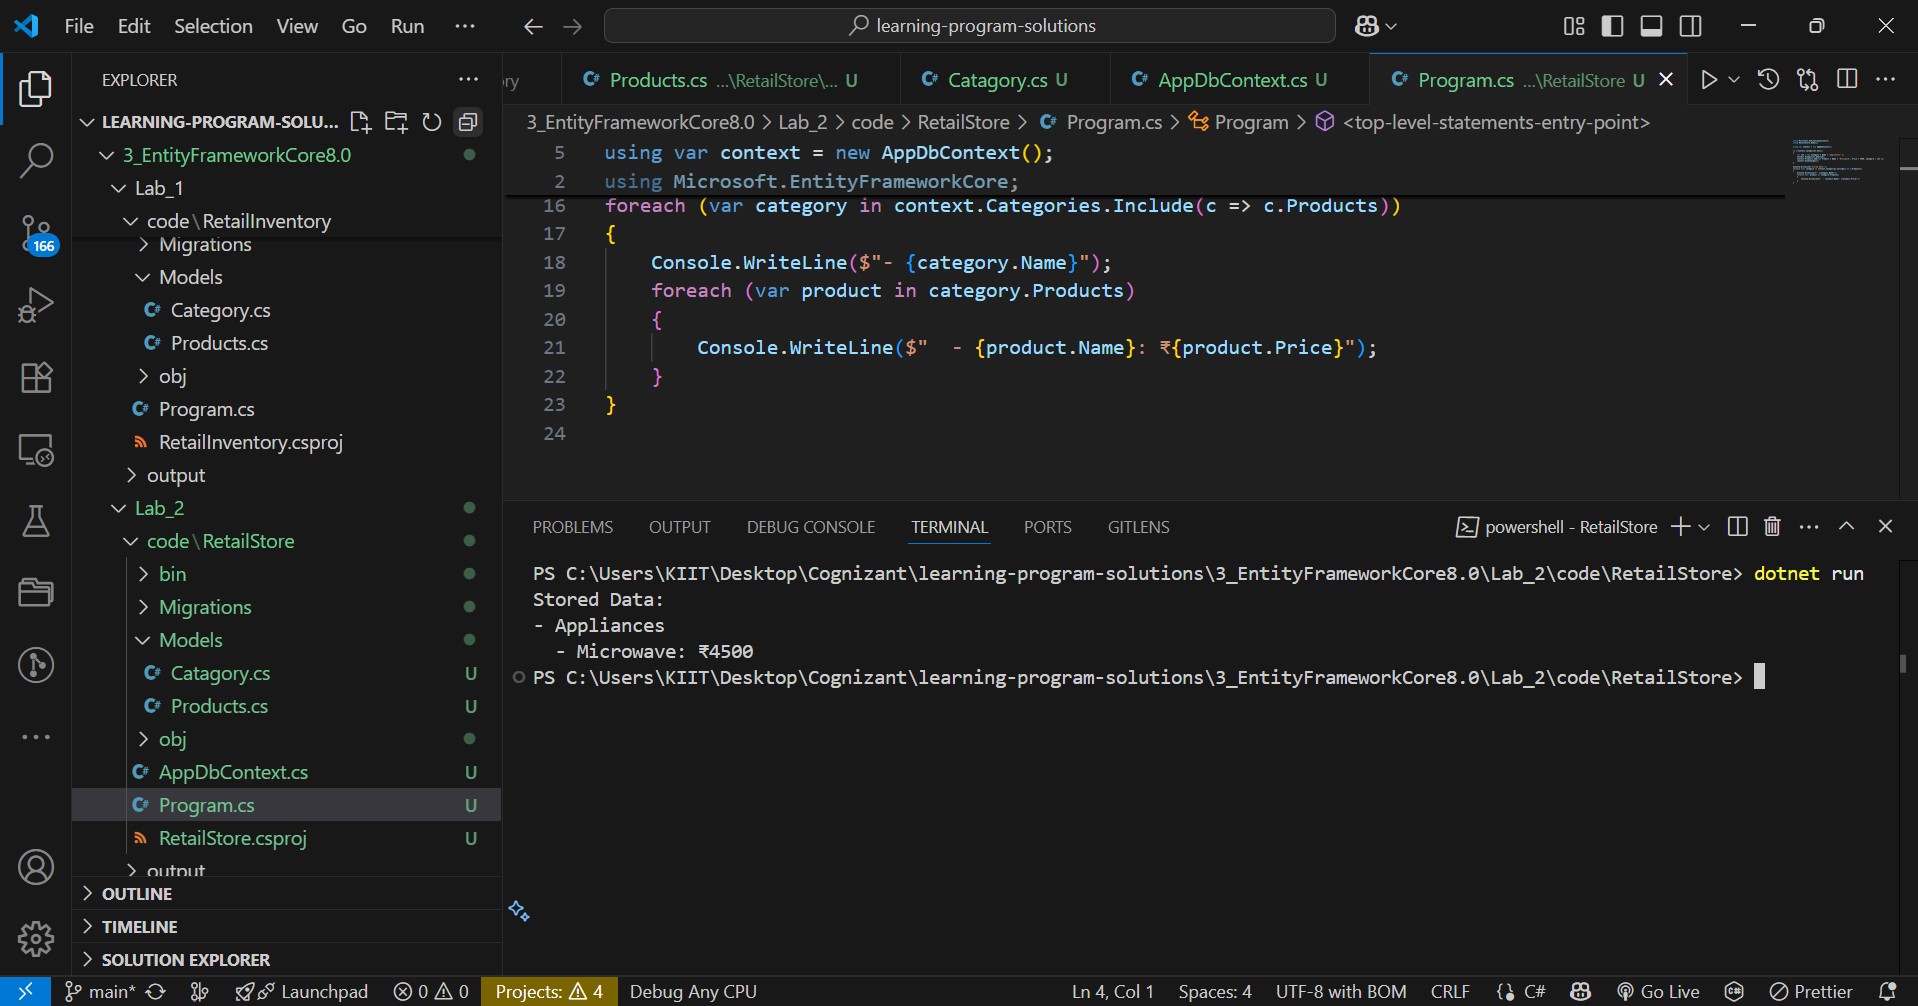 File Edit Selection View Go Run ··· learning-program-solutions
EXPLORER
LEARNING-PROGRAM-SOLU...
3_EntityFrameworkCore8.0
Lab_1
code\RetailInventory
Migrations
Models
C# Category.cs
C# Products.cs
obj
C# Program.cs
RetailInventory.csproj
output
Lab_2
code\RetailStore
bin
Migrations
Models
C# Catagory.cs U
C# Products.cs U
obj
C# AppDbContext.cs U
C# Program.cs U
RetailStore.csproj U
output
OUTLINE
TIMELINE
SOLUTION EXPLORER
166
ry C# Products.cs ...\RetailStore\... U C# Catagory.cs U C# AppDbContext.cs U C# Program.cs ...\RetailStore U
3_EntityFrameworkCore8.0 > Lab_2 > code > RetailStore > C# Program.cs > Program > <top-level-statements-entry-point>
5 using var context = new AppDbContext();
2 using Microsoft.EntityFrameworkCore;
16 foreach (var category in context.Categories.Include(c => c.Products))
17 {
18 Console.WriteLine($"- {category.Name}");
19 foreach (var product in category.Products)
20 {
21 Console.WriteLine($"  - {product.Name}: ₹{product.Price}");
22 }
23 }
24
PROBLEMS OUTPUT DEBUG CONSOLE TERMINAL PORTS GITLENS powershell - RetailStore
PS C:\Users\KIIT\Desktop\Cognizant\learning-program-solutions\3_EntityFrameworkCore8.0\Lab_2\code\RetailStore> dotnet run
Stored Data:
- Appliances
  - Microwave: ₹4500
PS C:\Users\KIIT\Desktop\Cognizant\learning-program-solutions\3_EntityFrameworkCore8.0\Lab_2\code\RetailStore>
main* Launchpad 0 0 Projects: 4 Debug Any CPU Ln 4, Col 1 Spaces: 4 UTF-8 with BOM CRLF {} C# Go Live Prettier